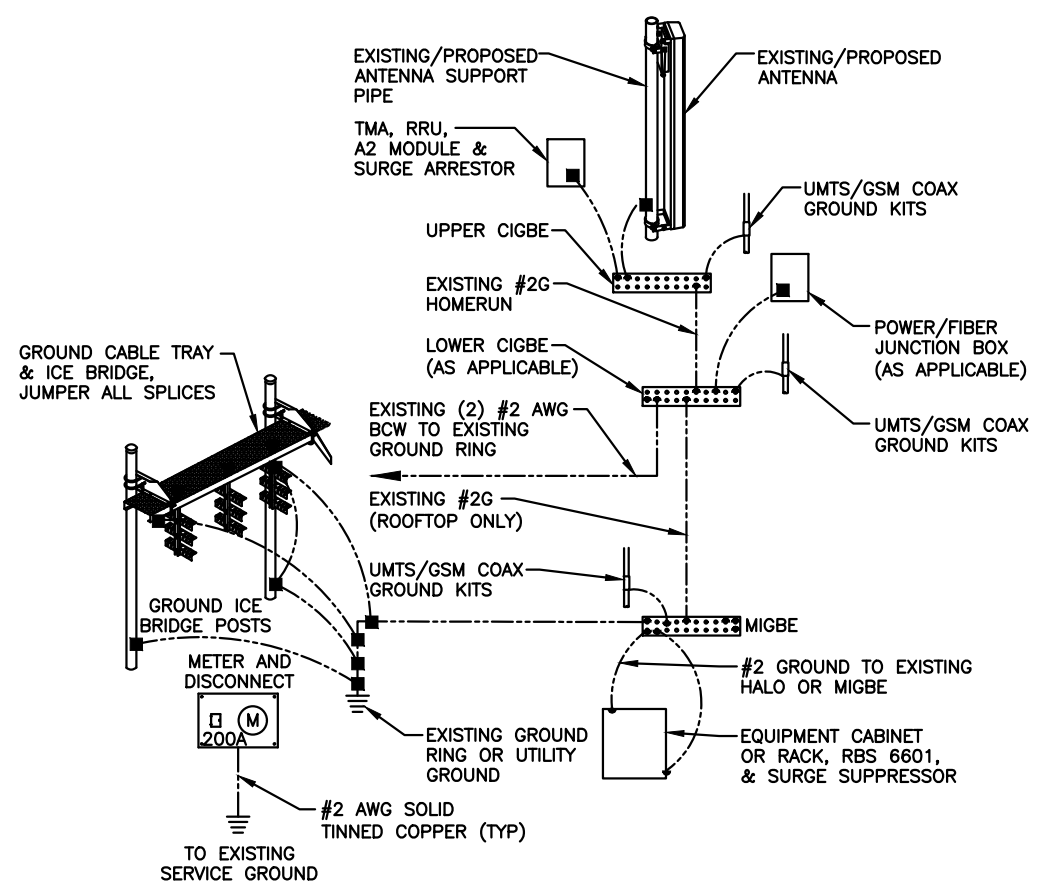 EXISTING/PROPOSED
ANTENNA SUPPORT
PIPE
EXISTING/PROPOSED
ANTENNA
TMA, RRU,
A2 MODULE &
SURGE ARRESTOR
UMTS/GSM COAX
GROUND KITS
UPPER CIGBE
EXISTING #2G
HOMERUN
POWER/FIBER
JUNCTION BOX
(AS APPLICABLE)
LOWER CIGBE
(AS APPLICABLE)
GROUND CABLE TRAY
& ICE BRIDGE,
JUMPER ALL SPLICES
EXISTING (2) #2 AWG
BCW TO EXISTING
GROUND RING
UMTS/GSM COAX
GROUND KITS
EXISTING #2G
(ROOFTOP ONLY)
UMTS/GSM COAX
GROUND KITS
GROUND ICE
BRIDGE POSTS
MIGBE
METER AND
DISCONNECT
M
200A
#2 GROUND TO EXISTING
HALO OR MIGBE
EXISTING GROUND
RING OR UTILITY
GROUND
EQUIPMENT CABINET
OR RACK, RBS 6601,
& SURGE SUPPRESSOR
#2 AWG SOLID
TINNED COPPER (TYP)
TO EXISTING
SERVICE GROUND